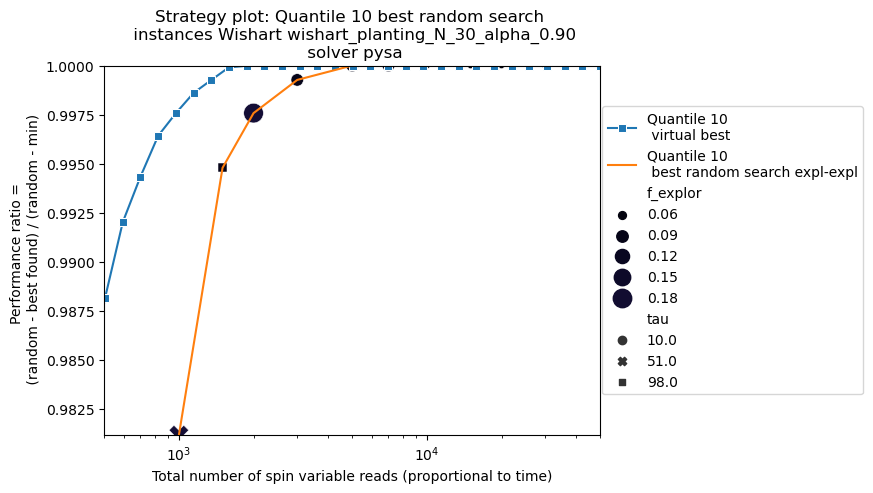 Strategy plot: Quantile 10 best random search
instances Wishart wishart_planting_N_30_alpha_0.90
solver pysa
Performance ratio =
(random - best found) / (random - min)
1.0000
0.9975
0.9950
0.9925
0.9900
0.9875
0.9850
0.9825
10³
10⁴
Total number of spin variable reads (proportional to time)
Quantile 10
virtual best
Quantile 10
best random search expl-expl
f_explor
0.06
0.09
0.12
0.15
0.18
tau
10.0
51.0
98.0